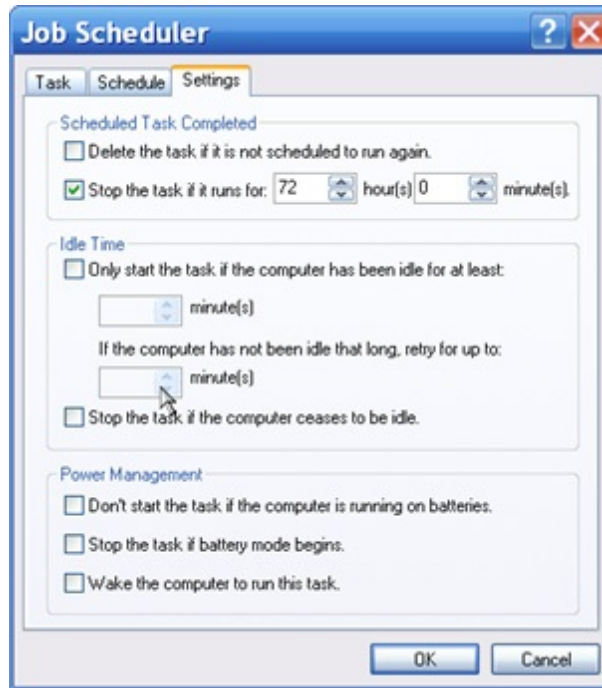 Job Scheduler ?
Task Schedule Settings
Scheduled Task Completed
Delete the task if it is not scheduled to run again.
Stop the task if it runs for: 72 hour(s) 0 minute(s).
Idle Time
Only start the task if the computer has been idle for at least:
minute(s)
If the computer has not been idle that long, retry for up to:
minute(s)
Stop the task if the computer ceases to be idle.
Power Management
Don't start the task if the computer is running on batteries.
Stop the task if battery mode begins.
Wake the computer to run this task.
OK Cancel